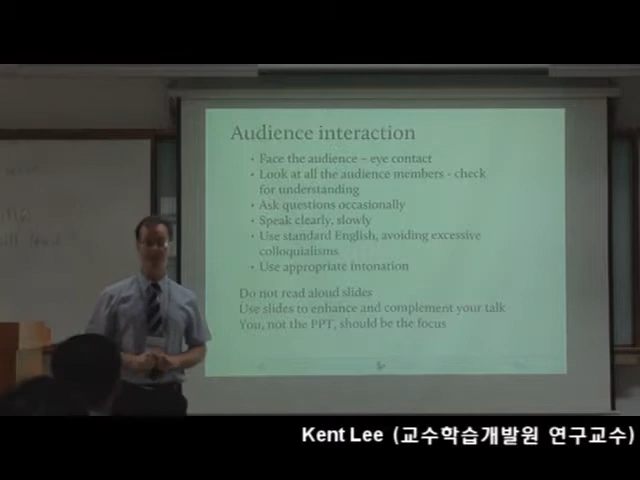 Audience interaction
• Face the audience – eye contact
• Look at all the audience members - check
for understanding
• Ask questions occasionally
• Speak clearly, slowly
• Use standard English, avoiding excessive
colloquialisms
• Use appropriate intonation
Do not read aloud slides
Use slides to enhance and complement your talk
You, not the PPT, should be the focus
Kent Lee (교수학습개발원 연구교수)